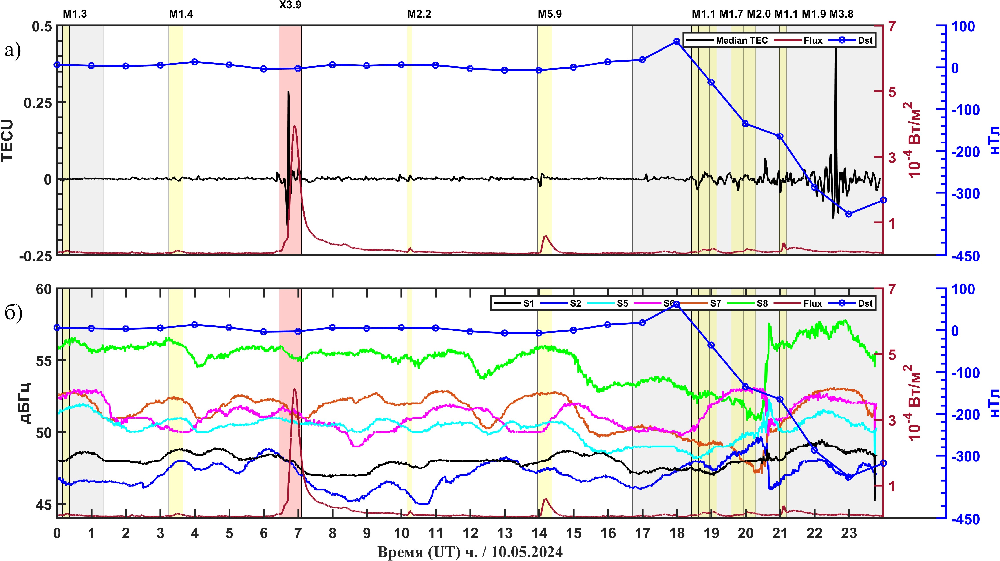 X3.9
M1.3 M1.4 M2.2 M5.9 M1.1 M1.7 M2.0 M1.1 M1.9 M3.8
а)
0.5
0.25
0
-0.25
TECU
Median TEC Flux Dst
7
5
3
1
10-4 Вт/м2
100
0
-100
-200
-300
-450
нТл
б)
60
55
50
45
дБГц
S1 S2 S5 S6 S7 S8 Flux Dst
7
5
3
1
10-4 Вт/м2
100
0
-100
-200
-300
-450
нТл
0 1 2 3 4 5 6 7 8 9 10 11 12 13 14 15 16 17 18 19 20 21 22 23
Время (UT) ч. / 10.05.2024